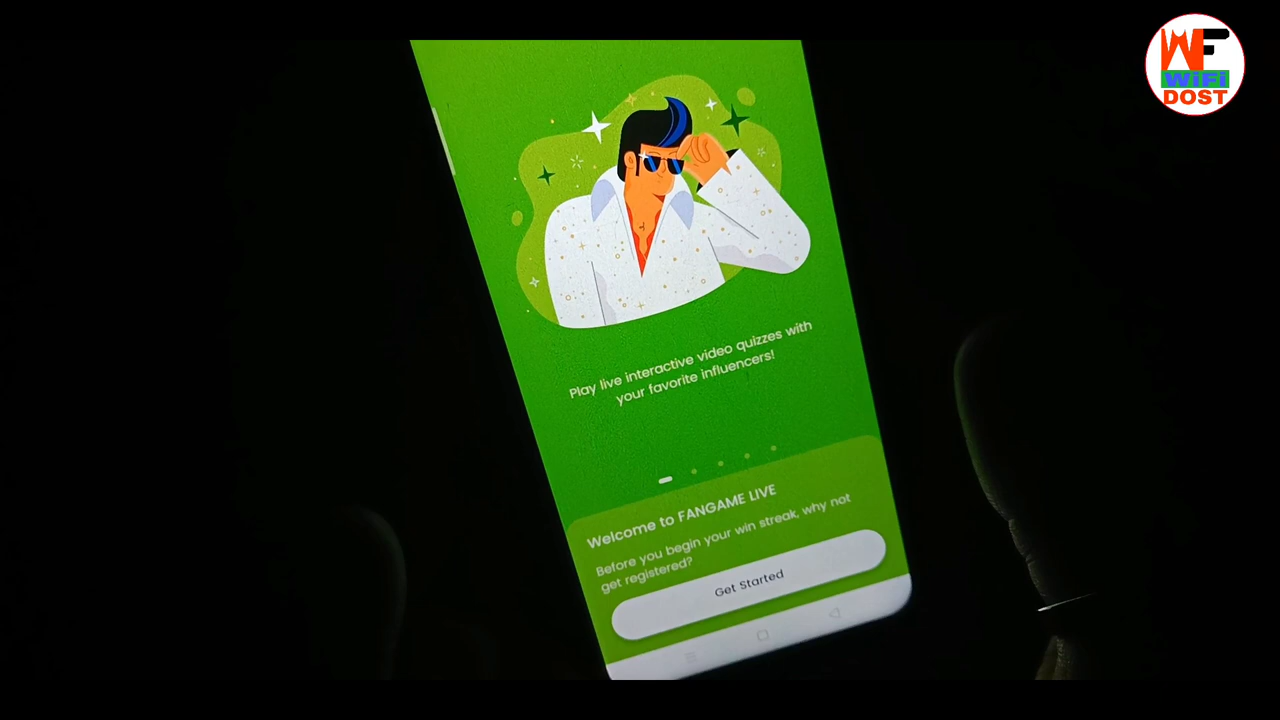 WF
WiFi
DOST
Play live interactive video quizzes with
your favorite influencers!
Welcome to FANGAME LIVE
Before you begin your win streak, why not
get registered?
Get Started